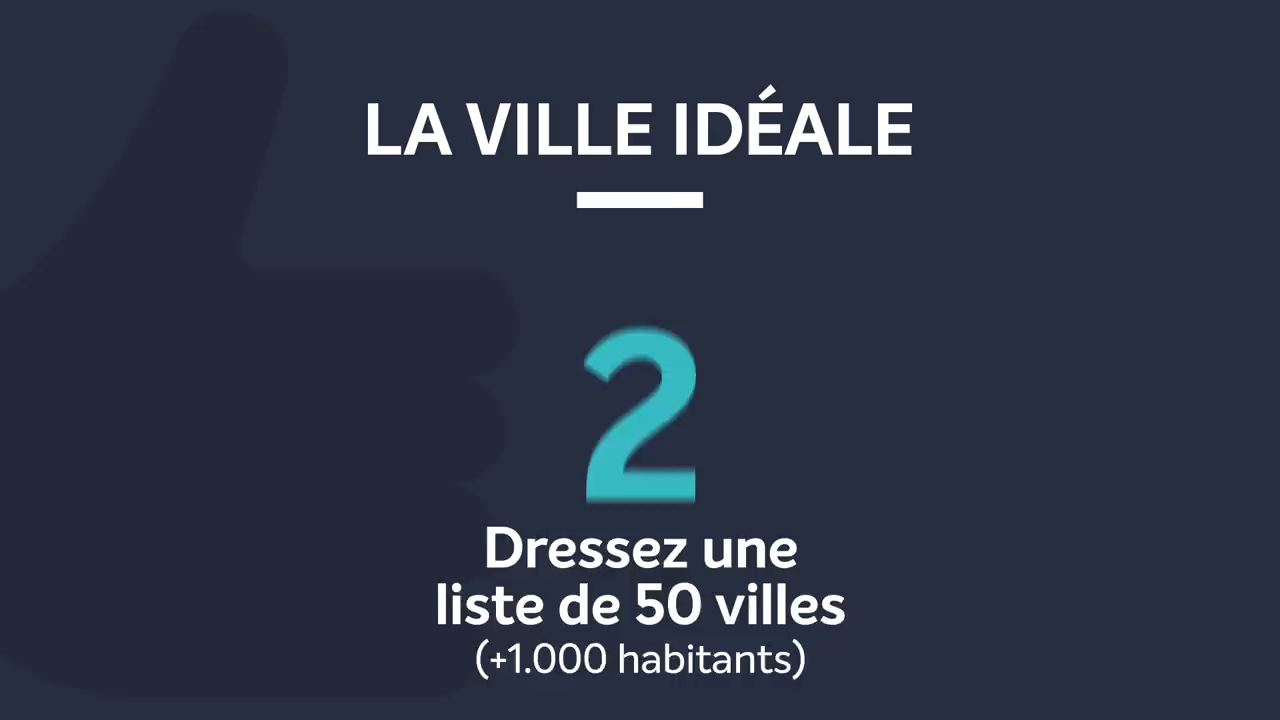 LA VILLE IDÉALE
2
Dressez une
liste de 50 villes
(+1.000 habitants)